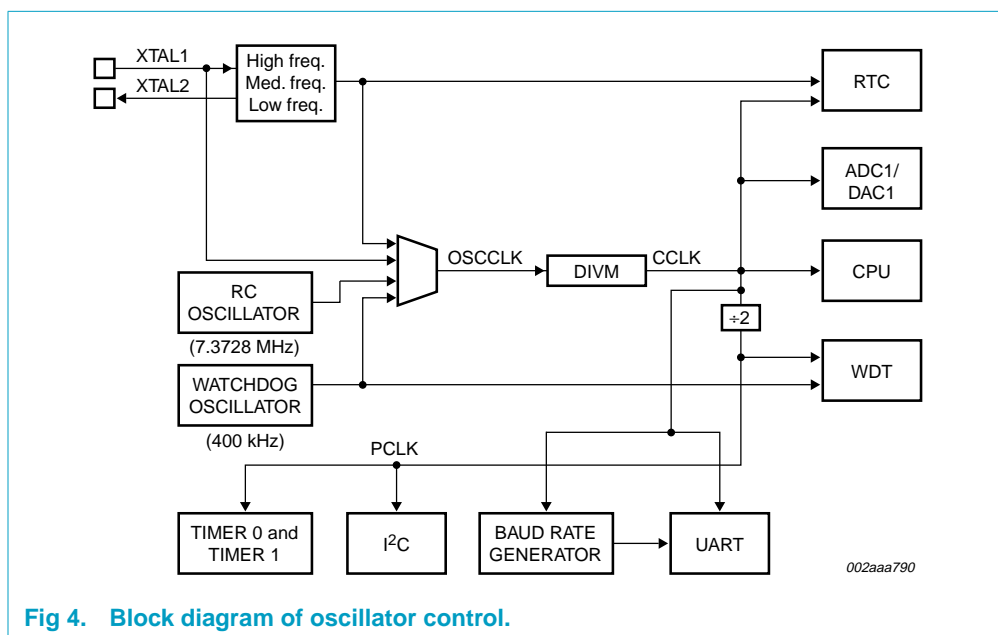 XTAL1
XTAL2
High freq.
Med. freq.
Low freq.
RTC
ADC1/
DAC1
OSCCLK
DIVM
CCLK
CPU
RC
OSCILLATOR
(7.3728 MHz)
÷2
WDT
WATCHDOG
OSCILLATOR
(400 kHz)
PCLK
TIMER 0 and
TIMER 1
I²C
BAUD RATE
GENERATOR
UART
002aaa790
Fig 4. Block diagram of oscillator control.